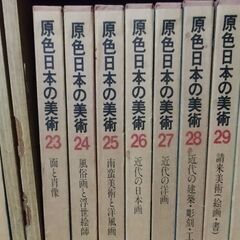 原色日本の美術
23
面と肖像
原色日本の美術
24
風俗画と浮世絵師
原色日本の美術
25
南蛮美術と洋風画
原色日本の美術
26
近代の日本画
原色日本の美術
27
近代の洋画
原色日本の美術
28
近代の建築・彫刻・工
原色日本の美術
29
請来美術(絵画・書)